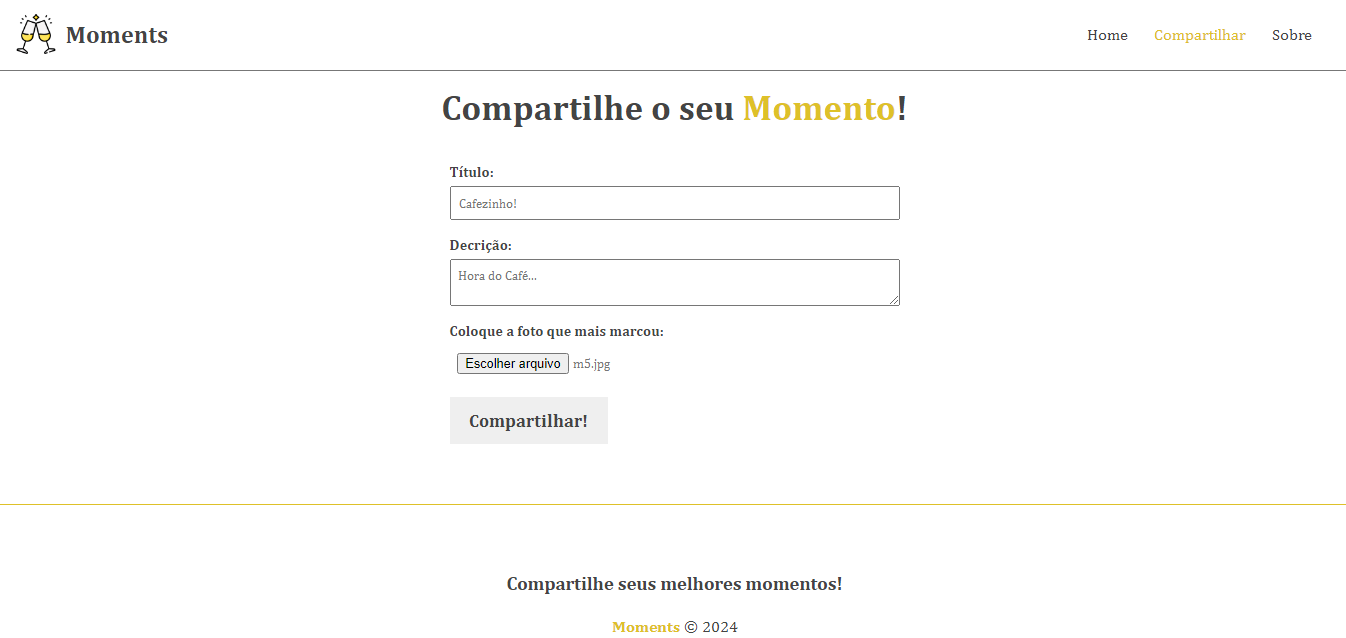 Moments
Home Compartilhar Sobre
Compartilhe o seu Momento!
Título:
Cafezinho!
Decrição:
Hora do Café...
Coloque a foto que mais marcou:
Escolher arquivo m5.jpg
Compartilhar!
Compartilhe seus melhores momentos!
Moments © 2024